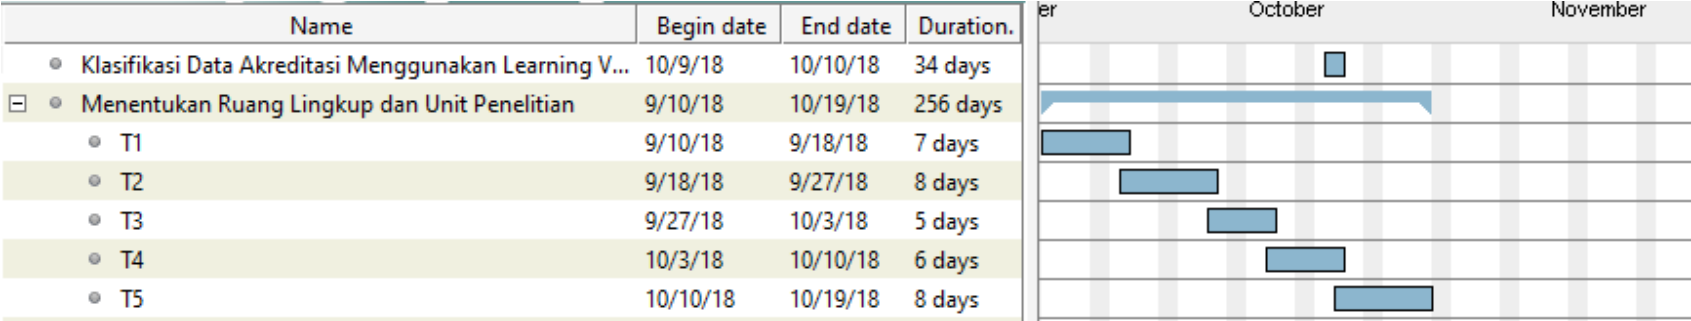 Name Begin date End date Duration. er October November
Klasifikasi Data Akreditasi Menggunakan Learning V... 10/9/18 10/10/18 34 days
Menentukan Ruang Lingkup dan Unit Penelitian 9/10/18 10/19/18 256 days
T1 9/10/18 9/18/18 7 days
T2 9/18/18 9/27/18 8 days
T3 9/27/18 10/3/18 5 days
T4 10/3/18 10/10/18 6 days
T5 10/10/18 10/19/18 8 days